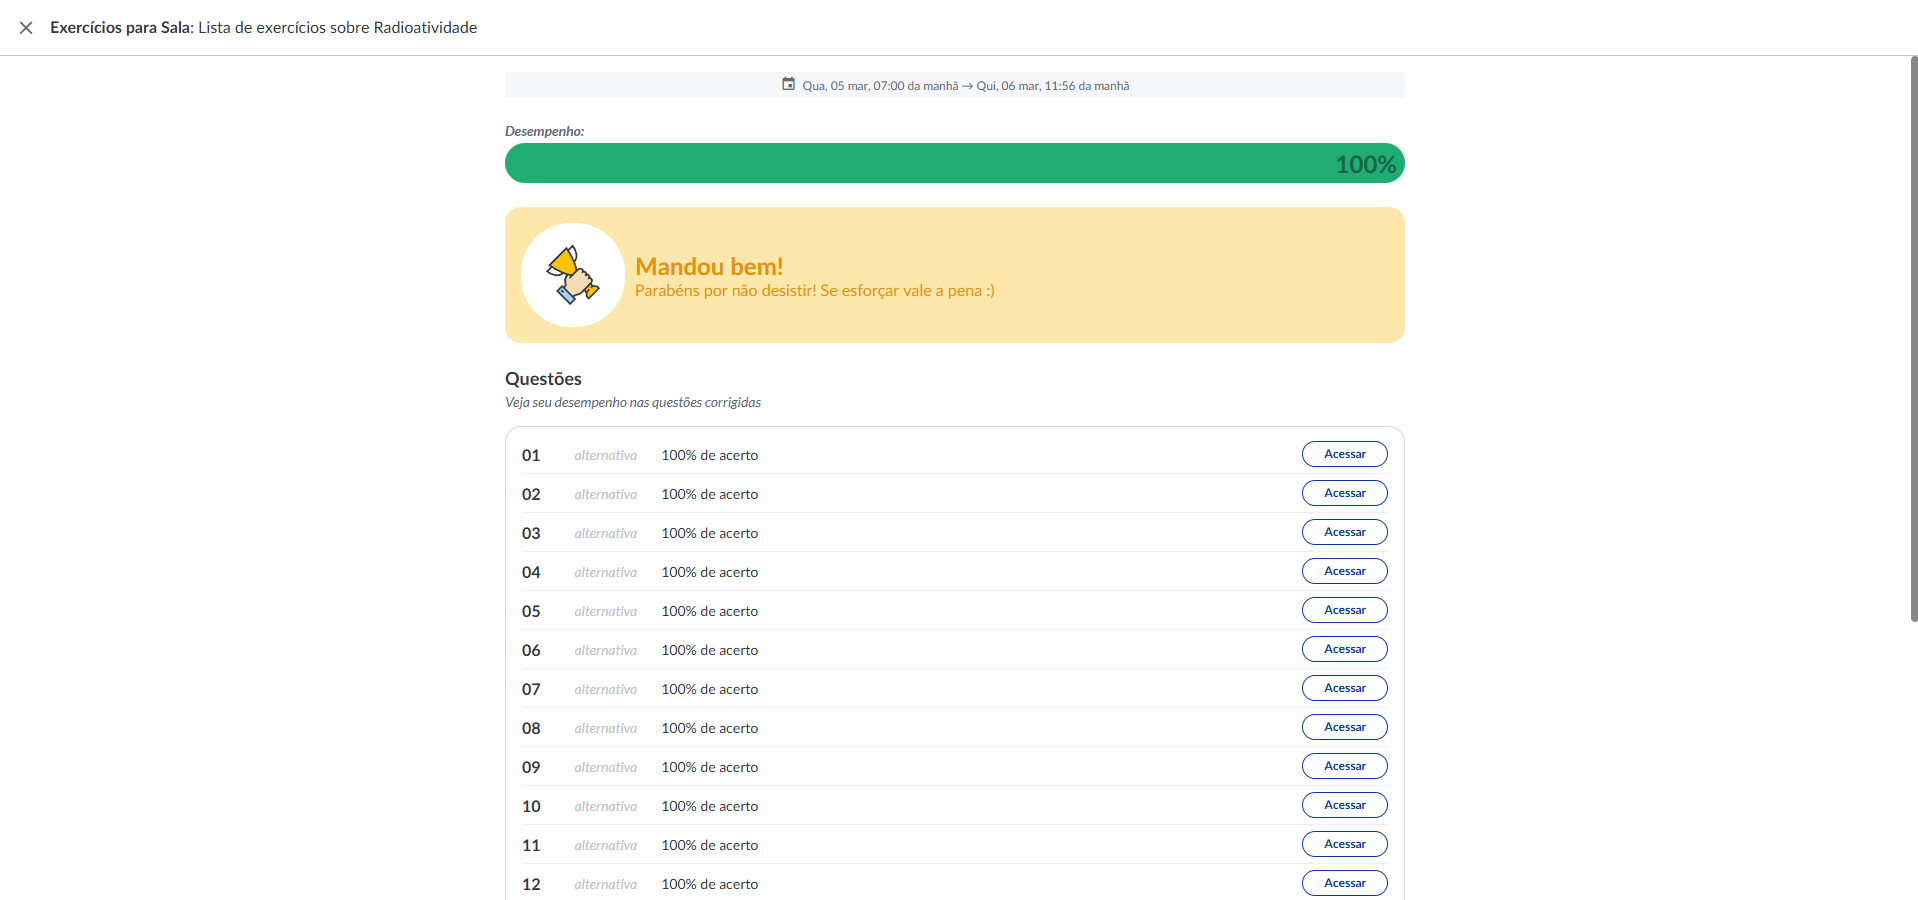 Exercícios para Sala: Lista de exercícios sobre Radioatividade
Qua, 05 mar, 07:00 da manhã → Qui, 06 mar, 11:56 da manhã
Desempenho:
100%
Mandou bem!
Parabéns por não desistir! Se esforçar vale a pena :)
Questões
Veja seu desempenho nas questões corrigidas
01 alternativa 100% de acerto Acessar
02 alternativa 100% de acerto Acessar
03 alternativa 100% de acerto Acessar
04 alternativa 100% de acerto Acessar
05 alternativa 100% de acerto Acessar
06 alternativa 100% de acerto Acessar
07 alternativa 100% de acerto Acessar
08 alternativa 100% de acerto Acessar
09 alternativa 100% de acerto Acessar
10 alternativa 100% de acerto Acessar
11 alternativa 100% de acerto Acessar
12 alternativa 100% de acerto Acessar